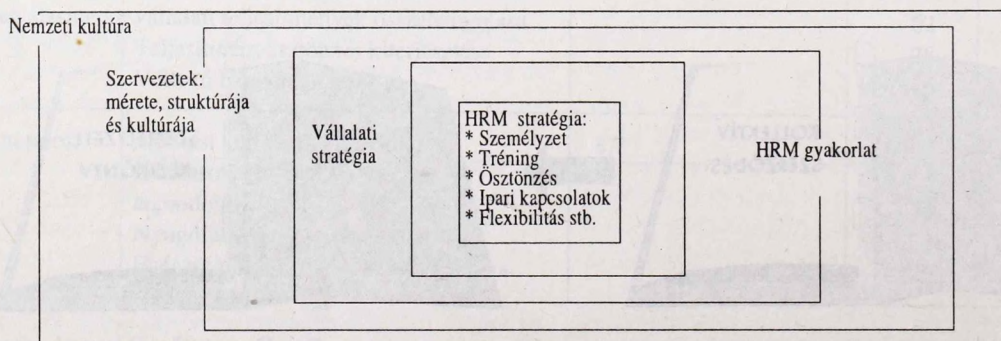 Nemzeti kultúra
Szervezetek:
mérete, struktúrája
és kultúrája
Vállalati
stratégia
HRM stratégia:
* Személyzet
* Tréning
* Ösztönzés
* Ipari kapcsolatok
* Flexibilitás stb.
HRM gyakorlat